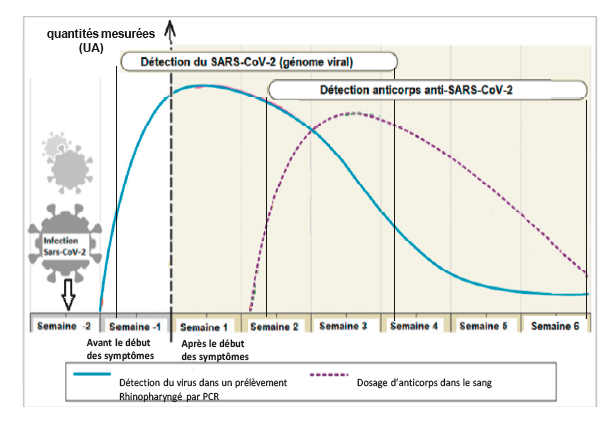 quantités mesurées
(UA)
Détection du SARS-CoV-2 (génome viral)
Détection anticorps anti-SARS-CoV-2
Infection
Sars-CoV-2
Semaine -2
Semaine -1
Semaine 1
Semaine 2
Semaine 3
Semaine 4
Semaine 5
Semaine 6
Avant le début
des symptômes
Après le début
des symptômes
Détection du virus dans un prélèvement
Rhinopharyngé par PCR
Dosage d'anticorps dans le sang